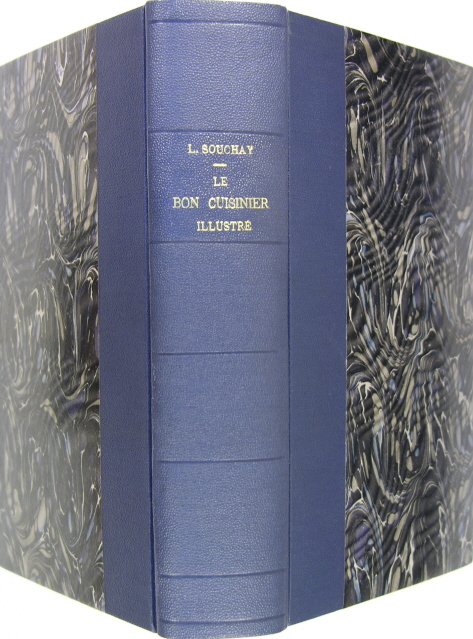 L. SOUCHAY
LE
BON CUISINIER
ILLUSTRÉ